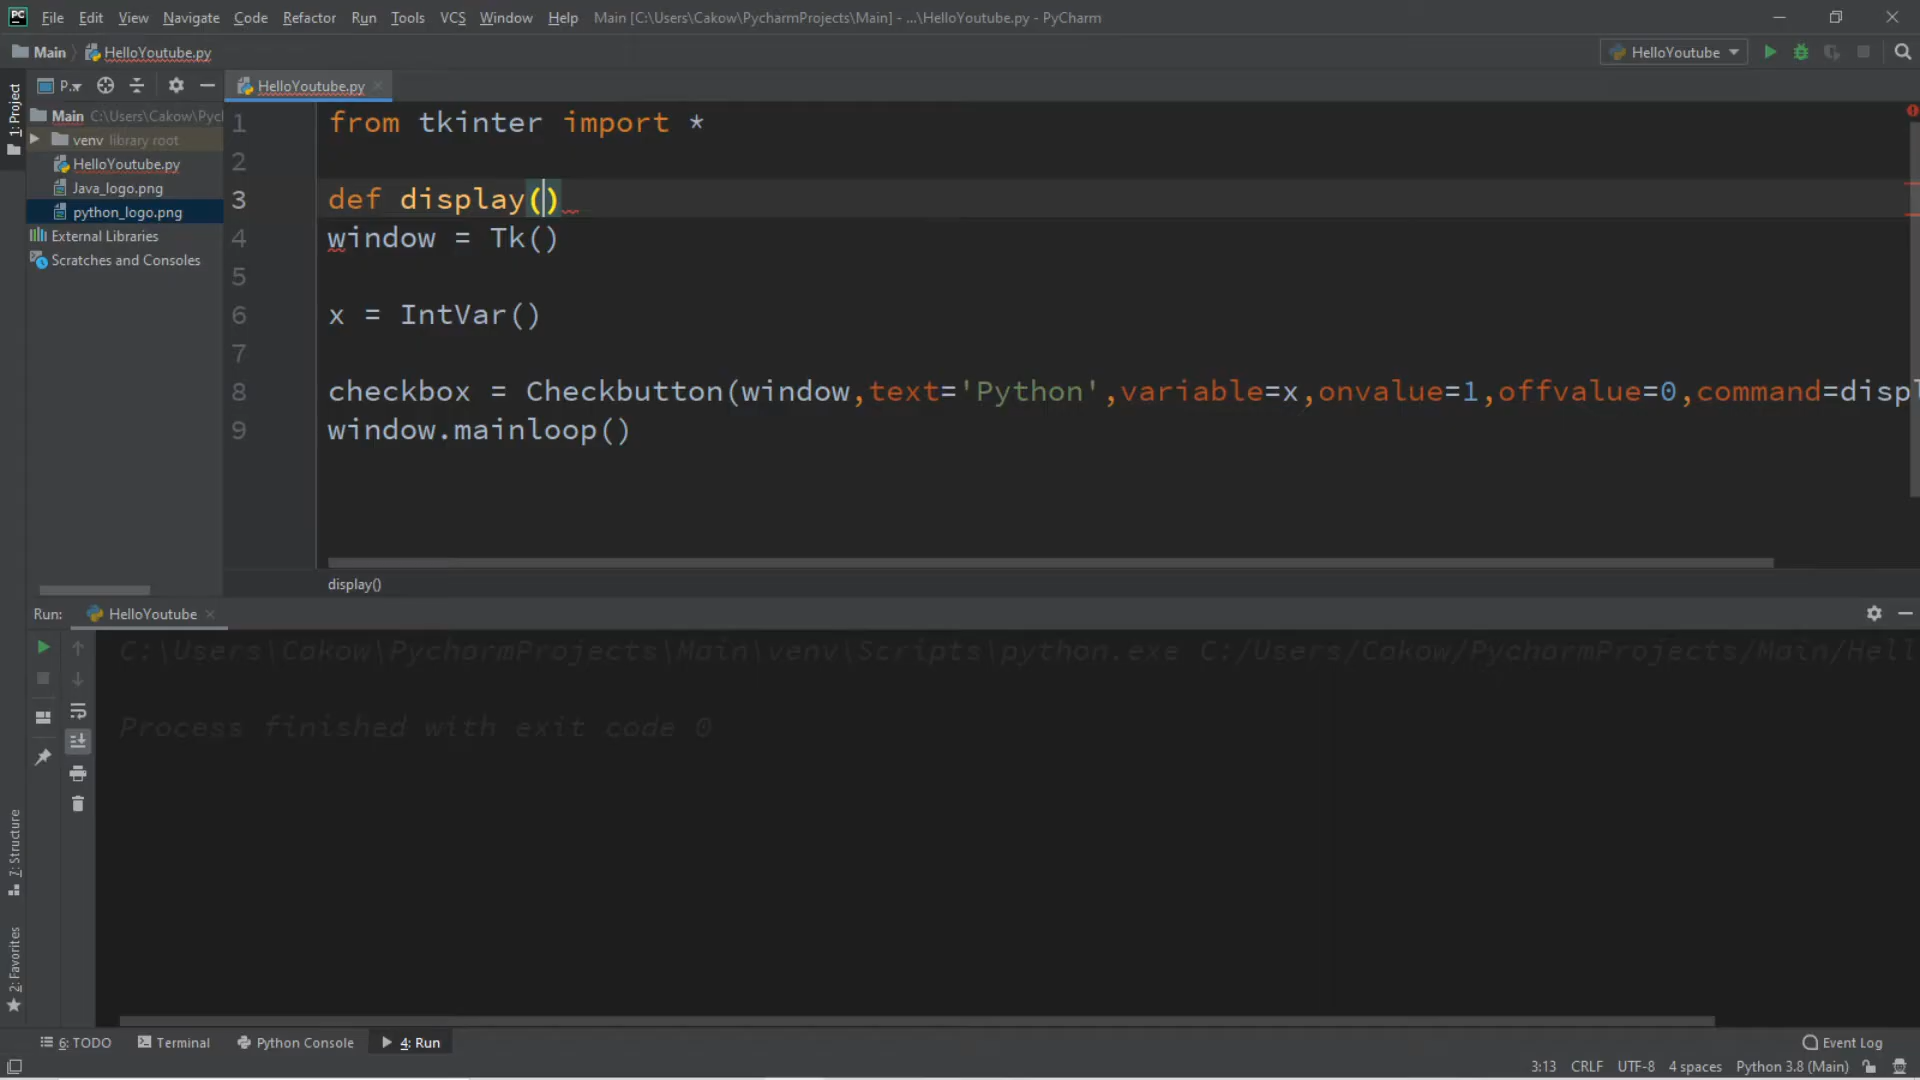 PC File Edit View Navigate Code Refactor Run Tools VCS Window Help Main [C:\Users\Cakow\PycharmProjects\Main] - ...\HelloYoutube.py - PyCharm
Main HelloYoutube.py HelloYoutube
1: Project P.. HelloYoutube.py
Main C:\Users\Cakow\Pycl
venv library root
HelloYoutube.py
Java_logo.png
python_logo.png
External Libraries
Scratches and Consoles
1 from tkinter import *
2
3 def display()
4 window = Tk()
5
6 x = IntVar()
7
8 checkbox = Checkbutton(window,text='Python',variable=x,onvalue=1,offvalue=0,command=displ
9 window.mainloop()
display()
Run: HelloYoutube
C:\Users\Cakow\PycharmProjects\Main\venv\Scripts\python.exe C:/Users/Cakow/PycharmProjects/Main/Hell
Process finished with exit code 0
7: Structure
2: Favorites
6: TODO Terminal Python Console 4: Run Event Log
3:13 CRLF UTF-8 4 spaces Python 3.8 (Main)